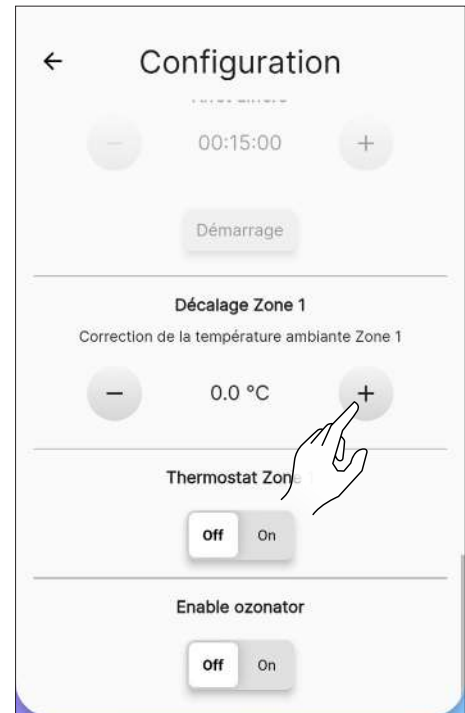 Configuration
00:15:00
Démarrage
Décalage Zone 1
Correction de la température ambiante Zone 1
0.0 °C
Thermostat Zone
Off On
Enable ozonator
Off On